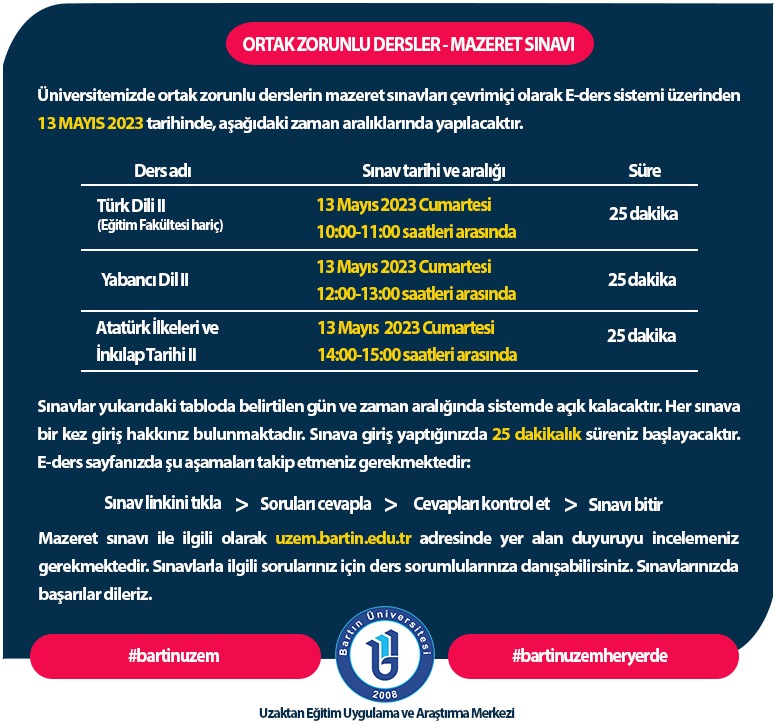 ORTAK ZORUNLU DERSLER - MAZERET SINAVI
Üniversitemizde ortak zorunlu derslerin mazeret sınavları çevrimiçi olarak E-ders sistemi üzerinden
13 MAYIS 2023 tarihinde, aşağıdaki zaman aralıklarında yapılacaktır.
Ders adı Sınav tarihi ve aralığı Süre
Türk Dili II
(Eğitim Fakültesi hariç)
13 Mayıs 2023 Cumartesi
10:00-11:00 saatleri arasında
25 dakika
Yabancı Dil II
13 Mayıs 2023 Cumartesi
12:00-13:00 saatleri arasında
25 dakika
Atatürk İlkeleri ve
İnkılap Tarihi II
13 Mayıs 2023 Cumartesi
14:00-15:00 saatleri arasında
25 dakika
Sınavlar yukarıdaki tabloda belirtilen gün ve zaman aralığında sistemde açık kalacaktır. Her sınava
bir kez giriş hakkınız bulunmaktadır. Sınava giriş yaptığınızda 25 dakikalık süreniz başlayacaktır.
E-ders sayfanızda şu aşamaları takip etmeniz gerekmektedir:
Sınav linkini tıkla > Soruları cevapla > Cevapları kontrol et > Sınavı bitir
Mazeret sınavı ile ilgili olarak uzem.bartin.edu.tr adresinde yer alan duyuruyu incelemeniz
gerekmektedir. Sınavlarla ilgili sorularınız için ders sorumlularınıza danışabilirsiniz. Sınavlarınızda
başarılar dileriz.
#bartinuzem
Bartın Üniversitesi
2008
#bartinuzemheryerde
Uzaktan Eğitim Uygulama ve Araştırma Merkezi